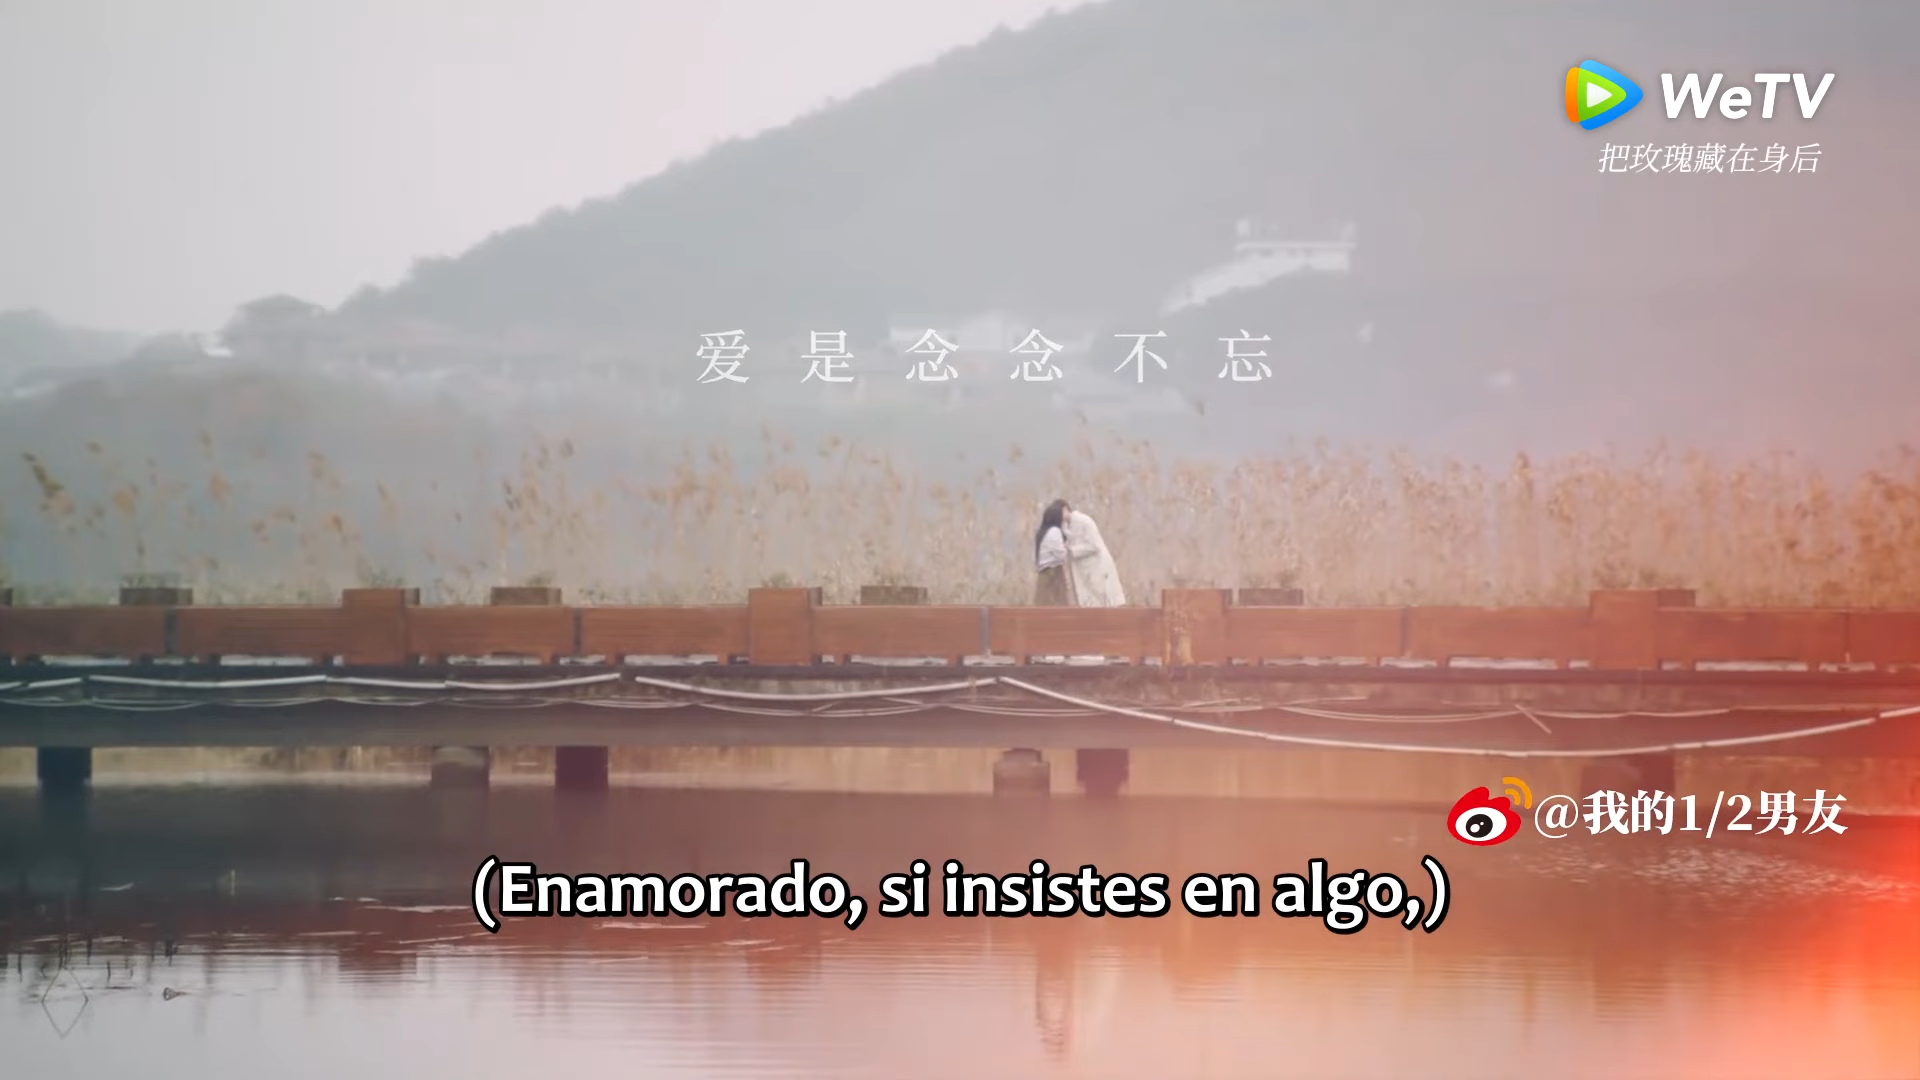 WeTV
把玫瑰藏在身后
爱是念念不忘
@我的1/2男友
(Enamorado, si insistes en algo,)